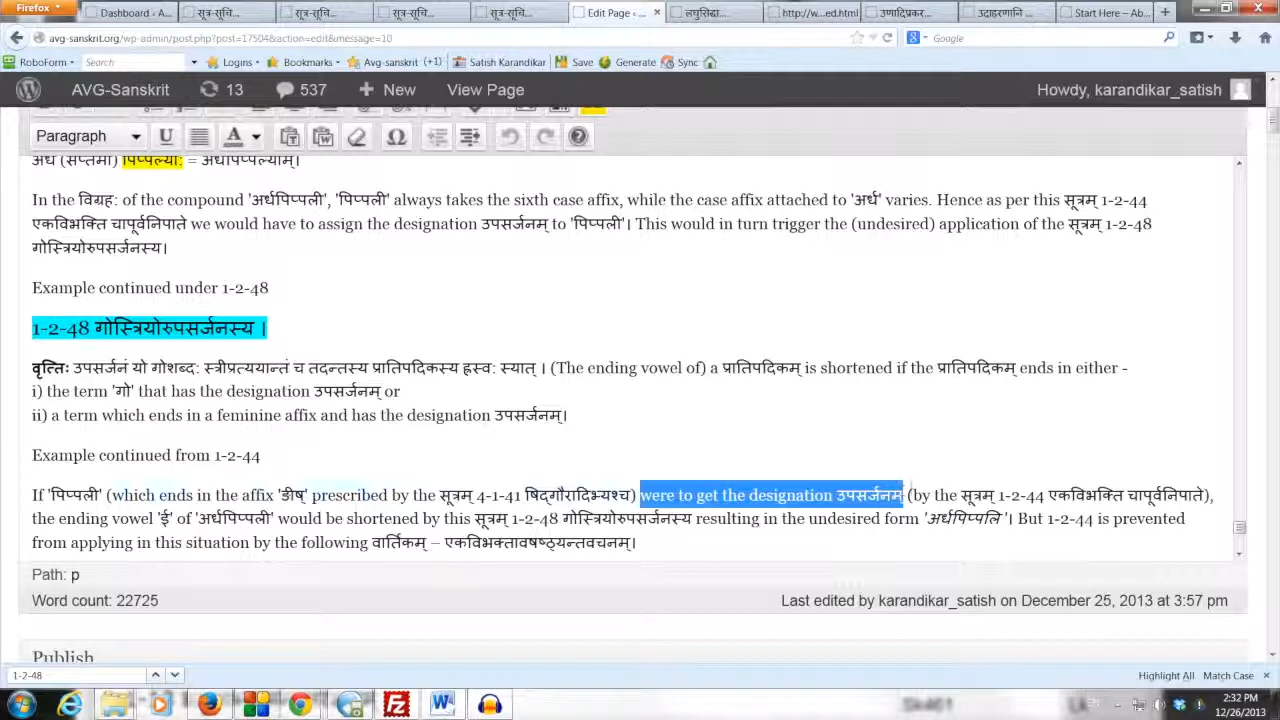 Firefox
Dashboard - A...
सूत्र-सूचि...
सूत्र-सूचि...
सूत्र-सूचि...
सूत्र-सूचि...
Edit Page ‹ ...
लघुसिद्धा...
http://w...ed.html
उणादिप्रकर...
उदाहरणानि ...
Start Here – Ab...
avg-sanskrit.org/wp-admin/post.php?post=17504&action=edit&message=10
Google
RoboForm
Search
Logins
Bookmarks
Avg-sanskrit (+1)
Satish Karandikar
Save
Generate
Sync
AVG-Sanskrit
13
537
New
View Page
Howdy, karandikar_satish
Paragraph
अर्ध (सप्तमी) पिप्पल्या: = अर्धपिप्पल्याम्।
In the विग्रह: of the compound 'अर्धपिप्पली', 'पिप्पली' always takes the sixth case affix, while the case affix attached to 'अर्ध' varies. Hence as per this सूत्रम् 1-2-44
एकविभक्ति चापूर्वनिपाते we would have to assign the designation उपसर्जनम् to 'पिप्पली'। This would in turn trigger the (undesired) application of the सूत्रम् 1-2-48
गोस्त्रियोरुपसर्जनस्य।
Example continued under 1-2-48
1-2-48 गोस्त्रियोरुपसर्जनस्य ।
वृत्तिः उपसर्जनं यो गोशब्द: स्त्रीप्रत्ययान्तं च तदन्तस्य प्रातिपदिकस्य ह्रस्व: स्यात् । (The ending vowel of) a प्रातिपदिकम् is shortened if the प्रातिपदिकम् ends in either -
i) the term 'गो' that has the designation उपसर्जनम् or
ii) a term which ends in a feminine affix and has the designation उपसर्जनम्।
Example continued from 1-2-44
If 'पिप्पली' (which ends in the affix 'ङीष्' prescribed by the सूत्रम् 4-1-41 षिद्गौरादिभ्यश्च) were to get the designation उपसर्जनम् (by the सूत्रम् 1-2-44 एकविभक्ति चापूर्वनिपाते),
the ending vowel 'ई' of 'अर्धपिप्पली' would be shortened by this सूत्रम् 1-2-48 गोस्त्रियोरुपसर्जनस्य resulting in the undesired form 'अर्धपिप्पलि '। But 1-2-44 is prevented
from applying in this situation by the following वार्तिकम् – एकविभक्तावषष्ठ्यन्तवचनम्।
Path: p
Word count: 22725
Last edited by karandikar_satish on December 25, 2013 at 3:57 pm
Publish
1-2-48
Highlight All
Match Case
2:32 PM
12/26/2013